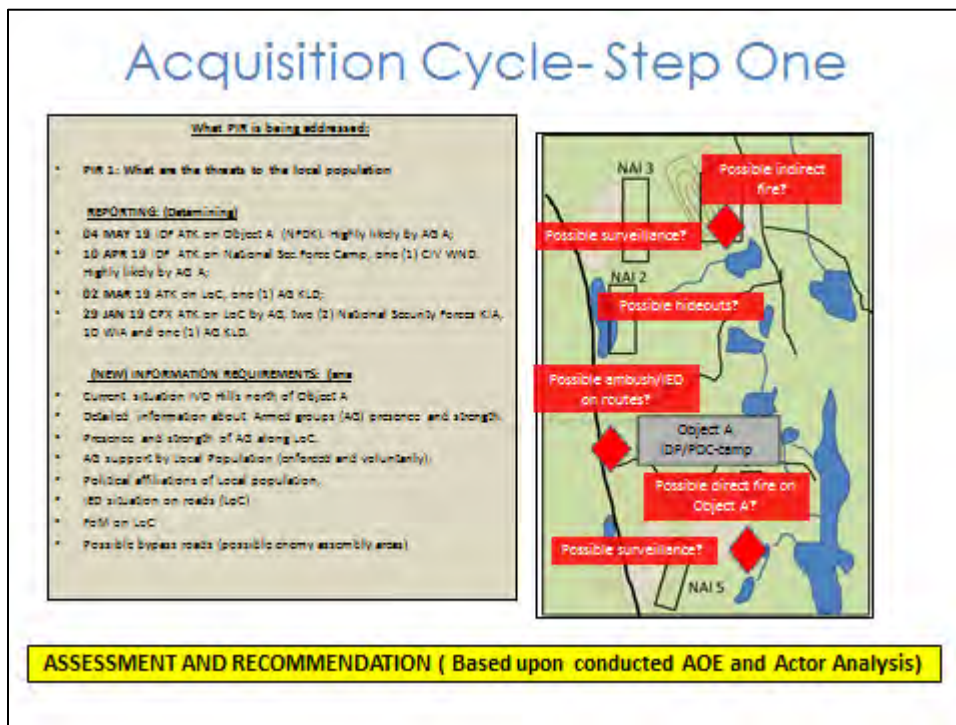 Acquisition Cycle- Step One
What PIR is being addressed:
• PIR 1: What are the threats to the local population
REPORTING: (Determining)
• 04 MAY 19 IDF ATK on Object A (NFDK). Highly likely by AG A;
• 10 APR 19 IDF ATK on National Sec Force Camp, one (1) CIV WND.
Highly likely by AG A;
• 02 MAR 19 ATK on LoC, one (1) AG KLD;
• 29 JAN 19 CPX ATK on LoC by AG, two (2) National Security Forces KIA,
10 WIA and one (1) AG KLD.
(NEW) INFORMATION REQUIREMENTS: (ans
• Current situation IVO Hills north of Object A
• Detailed information about Armed groups (AG) presence and strength.
• Presence and strength of AG along LoC.
• AG support by Local Population (enforced and voluntarily).
• Political affiliations of Local population.
• IED situation on roads (LoC)
• FoM on LoC
• Possible bypass roads (possible enemy assembly areas)
NAI 3
Possible indirect
fire?
Possible surveillance?
NAI 2
Possible hideouts?
Possible ambush/IED
on routes?
Object A
IDP/POC-camp
Possible direct fire on
Object A?
Possible surveillance?
NAI 5
ASSESSMENT AND RECOMMENDATION ( Based upon conducted AOE and Actor Analysis)